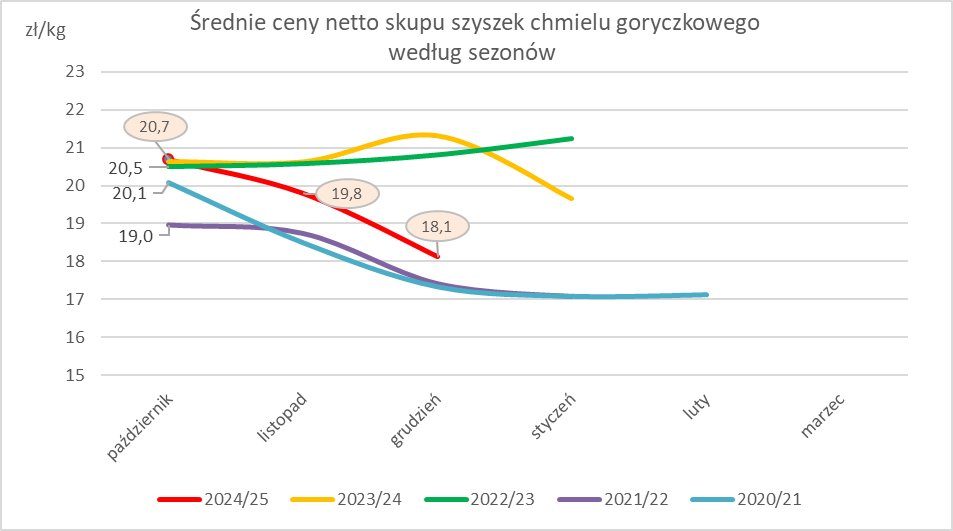 Średnie ceny netto skupu szyszek chmielu goryczkowego
według sezonów
zł/kg
23
22
21
20
19
18
17
16
15
20,7
20,5
20,1
19,0
19,8
18,1
październik
listopad
grudzień
styczeń
luty
marzec
2024/25
2023/24
2022/23
2021/22
2020/21